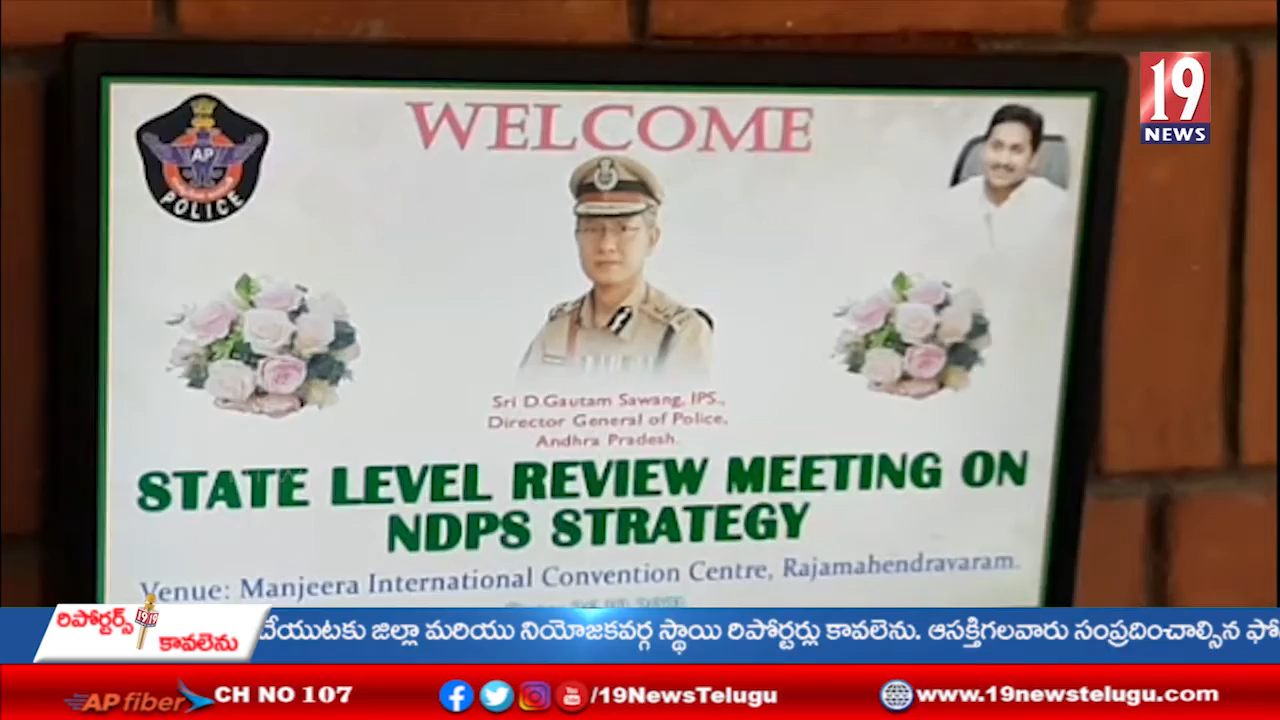 19
NEWS
WELCOME
AP
POLICE
Sri D.Gautam Sawang, IPS.,
Director General of Police,
Andhra Pradesh.
STATE LEVEL REVIEW MEETING ON
NDPS STRATEGY
Venue: Manjeera International Convention Centre, Rajamahendravaram.
రిపోర్టర్స్
19 19
కావలెను
చేయుటకు జిల్లా మరియు నియోజకవర్గ స్థాయి రిపోర్టర్లు కావలెను. ఆసక్తిగలవారు సంప్రదించాల్సిన ఫో
AP fiber CH NO 107
/19NewsTelugu
www.19newstelugu.com